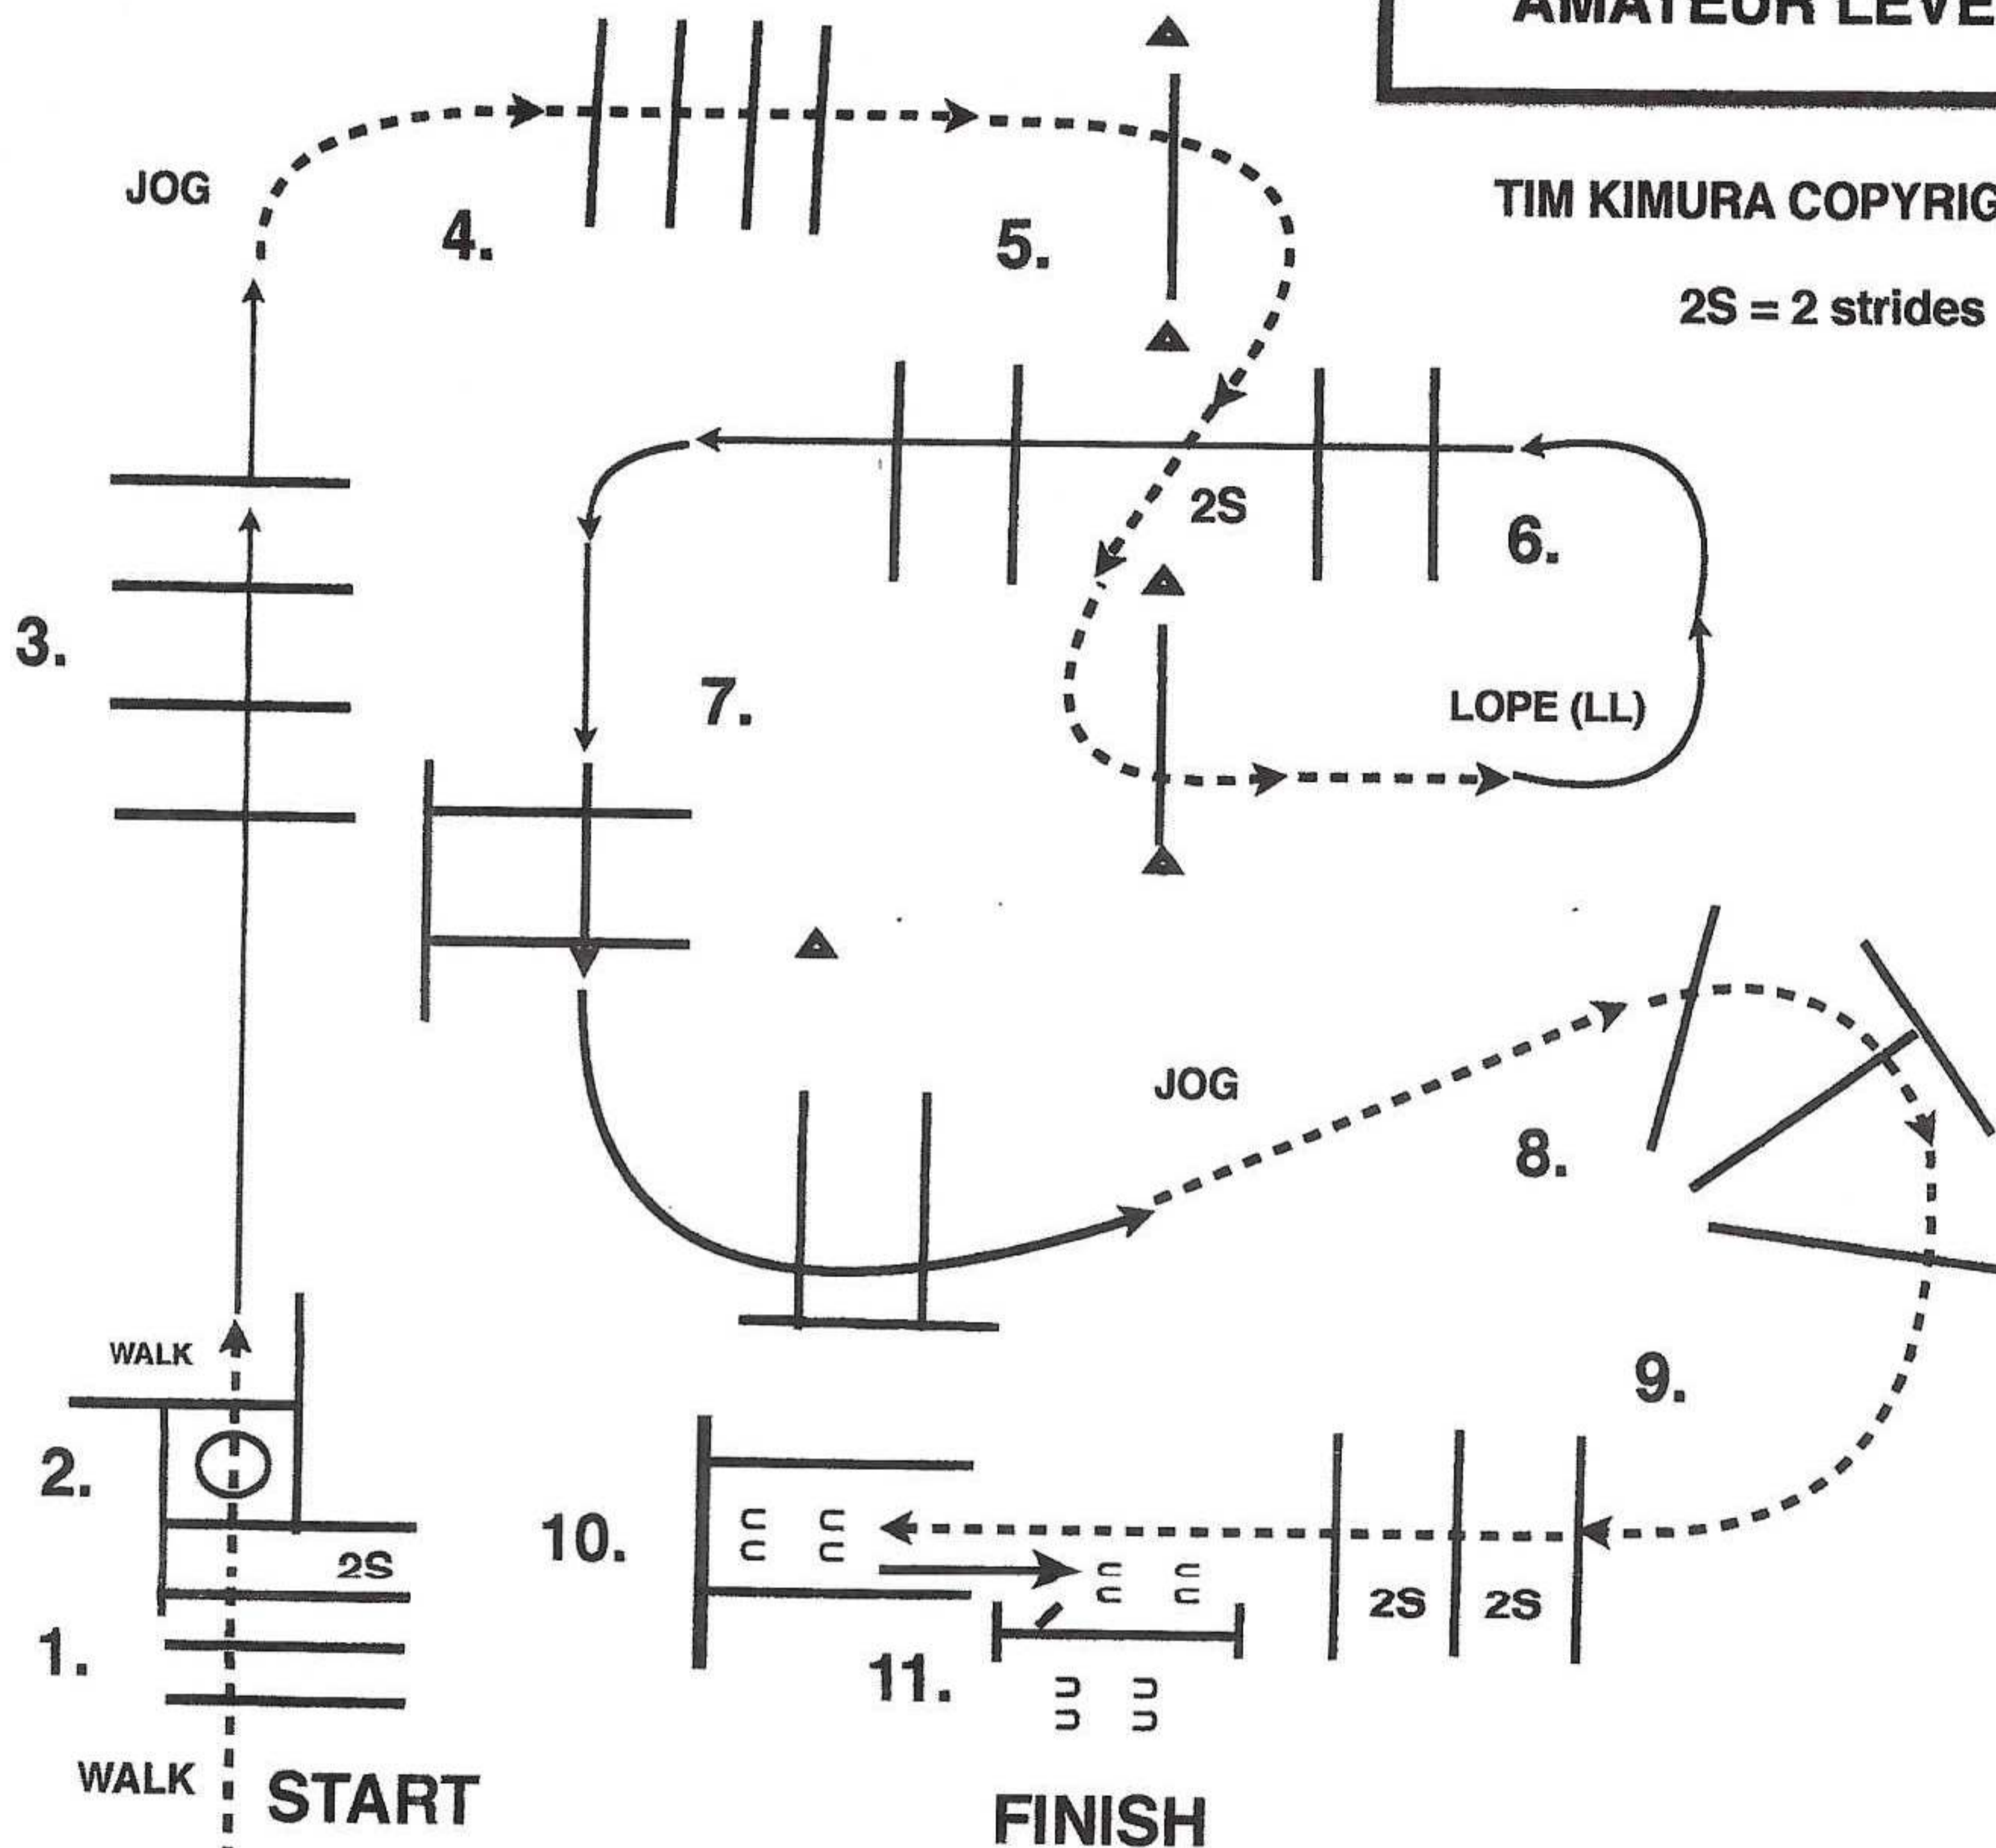 AMATEUR LEVE
JOG
4.
5.
TIM KIMURA COPYRIG
2S = 2 strides
2S
6.
3.
7.
LOPE (LL)
JOG
8.
WALK
9.
2.
10.
2S
2S
2S
1.
11.
WALK
START
FINISH